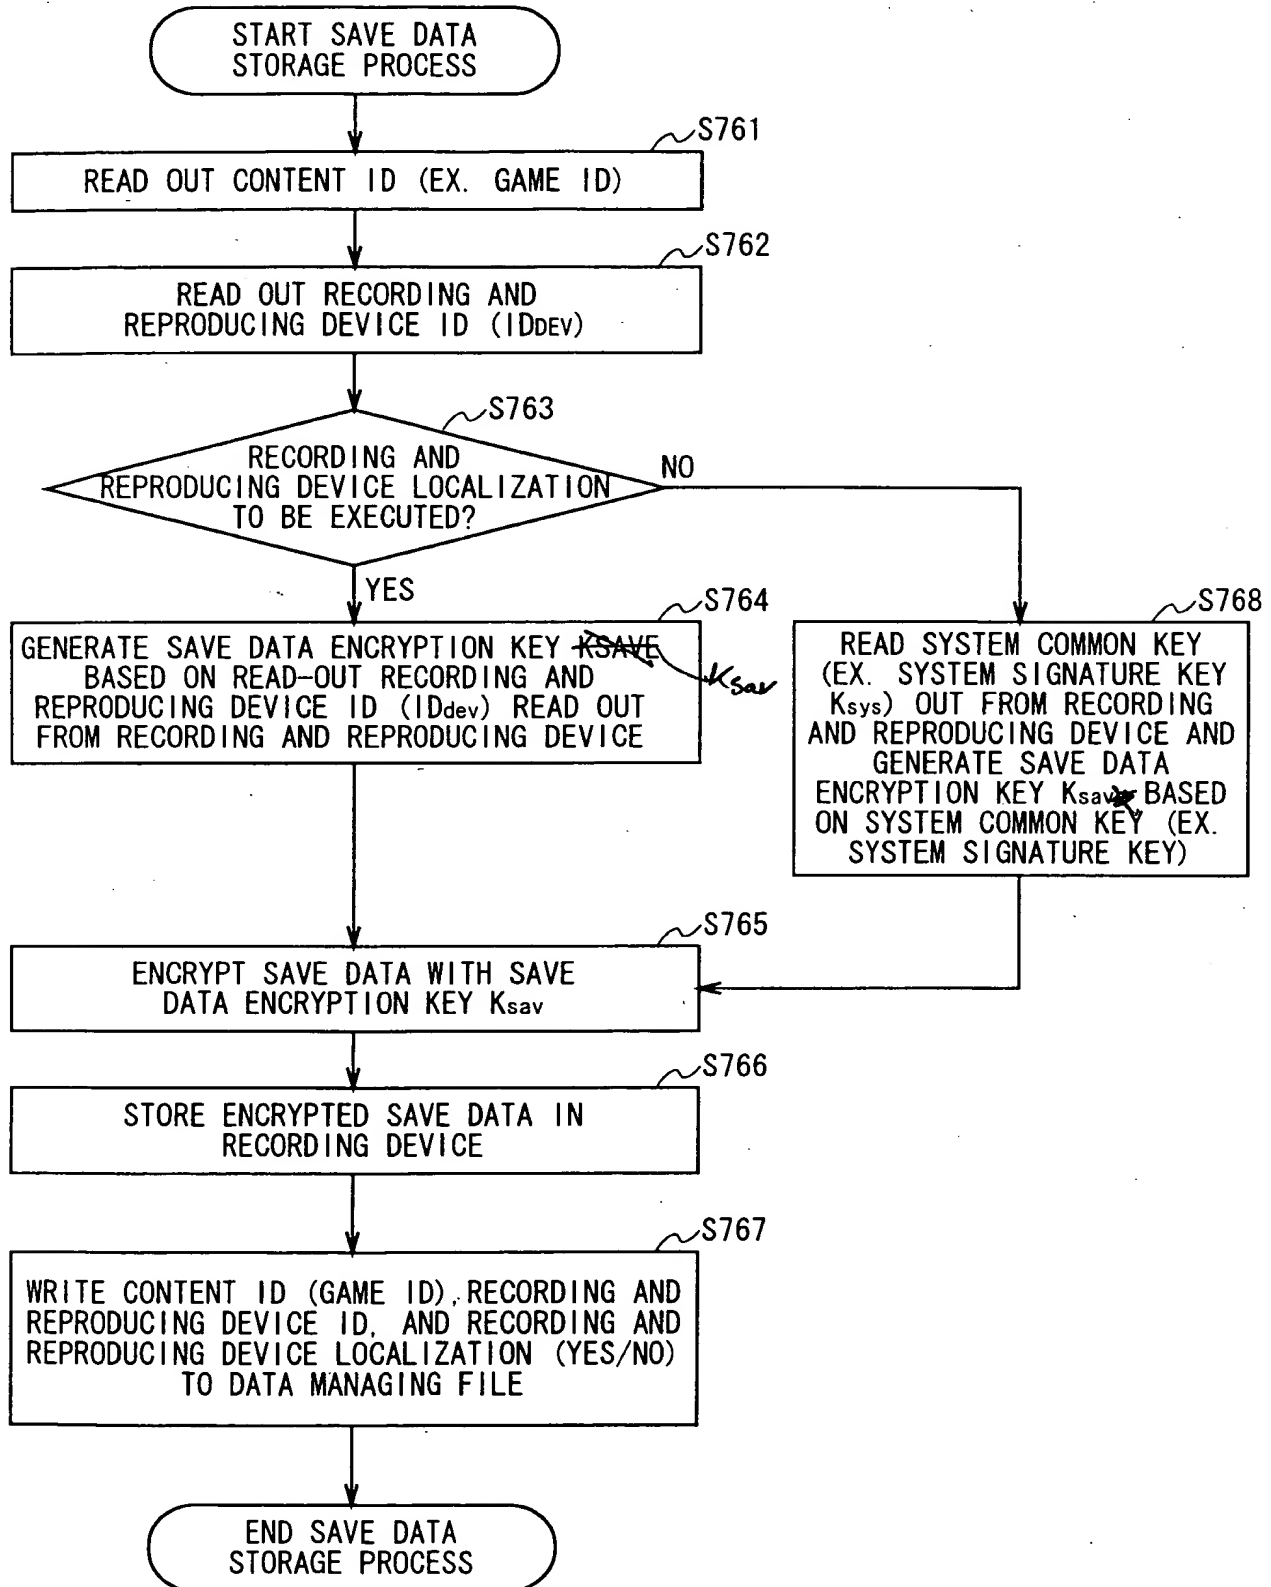 START SAVE DATA
STORAGE PROCESS
S761
READ OUT CONTENT ID (EX. GAME ID)
S762
READ OUT RECORDING AND
REPRODUCING DEVICE ID (IDDEV)
S763
RECORDING AND
REPRODUCING DEVICE LOCALIZATION
TO BE EXECUTED?
NO
YES
S764
GENERATE SAVE DATA ENCRYPTION KEY KSAVE
BASED ON READ-OUT RECORDING AND
REPRODUCING DEVICE ID (IDdev) READ OUT
FROM RECORDING AND REPRODUCING DEVICE
Ksav
S768
READ SYSTEM COMMON KEY
(EX. SYSTEM SIGNATURE KEY
Ksys) OUT FROM RECORDING
AND REPRODUCING DEVICE AND
GENERATE SAVE DATA
ENCRYPTION KEY Ksav BASED
ON SYSTEM COMMON KEY (EX.
SYSTEM SIGNATURE KEY)
S765
ENCRYPT SAVE DATA WITH SAVE
DATA ENCRYPTION KEY Ksav
S766
STORE ENCRYPTED SAVE DATA IN
RECORDING DEVICE
S767
WRITE CONTENT ID (GAME ID), RECORDING AND
REPRODUCING DEVICE ID, AND RECORDING AND
REPRODUCING DEVICE LOCALIZATION (YES/NO)
TO DATA MANAGING FILE
END SAVE DATA
STORAGE PROCESS